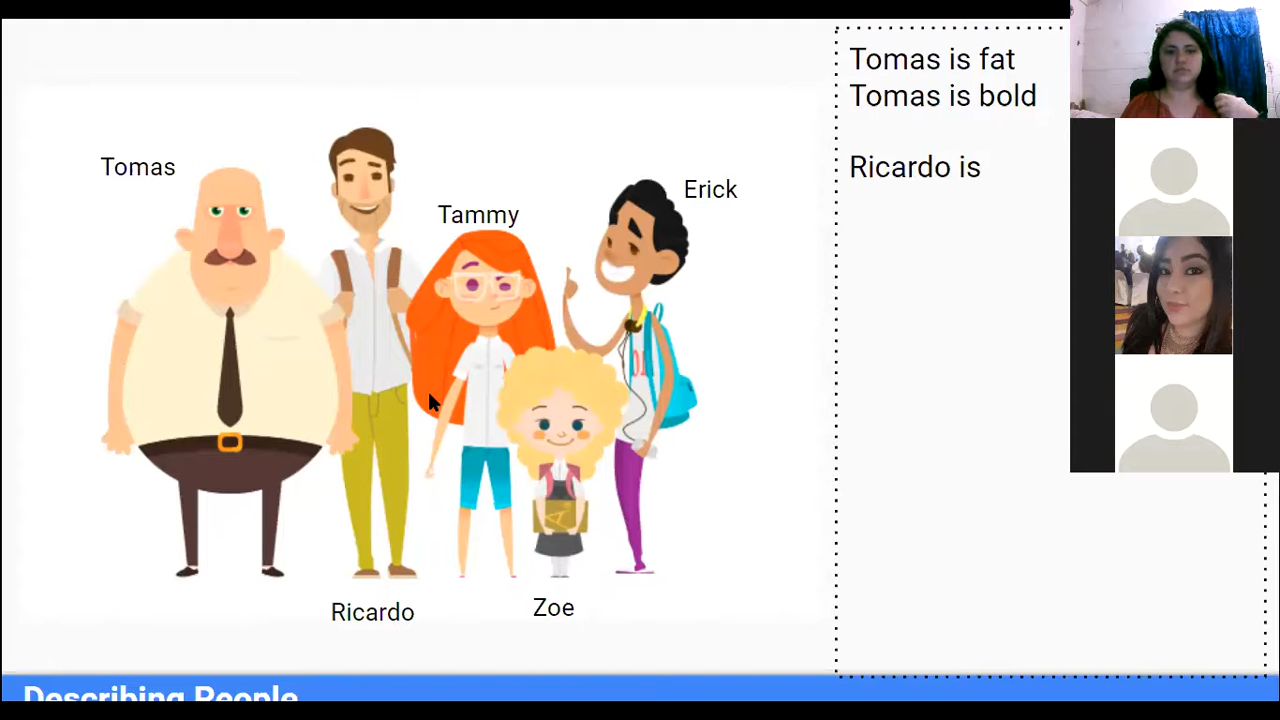 Tomas is fat
Tomas is bold
Ricardo is
Tomas
Tammy
Erick
Ricardo
Zoe
Describing People